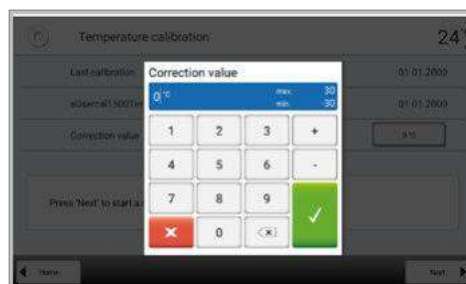 Temperature calibration
24°
Last calibration
01.01.2000
01.01.2000
Correction value
0 °C
Press 'Next' to start a
Home
Next
Correction value
0 °C
max 30
min -30
1 2 3 +
4 5 6 -
7 8 9
0